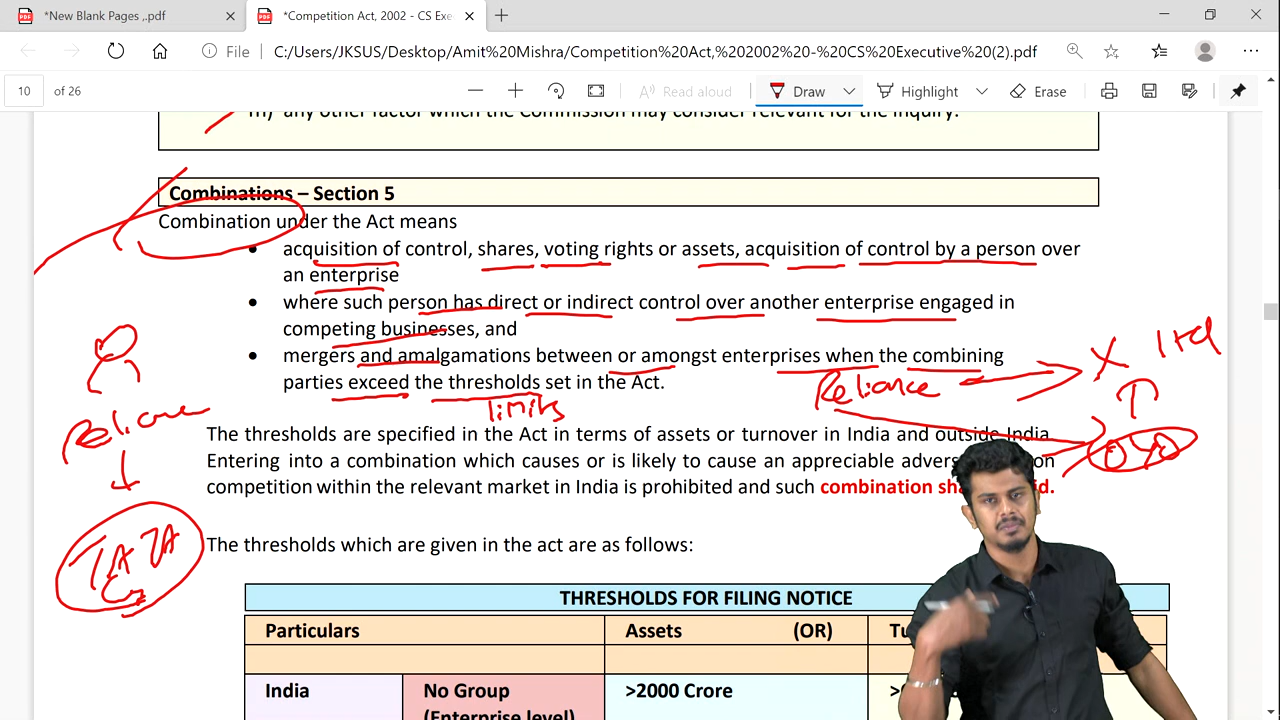 *New Blank Pages ,.pdf
*Competition Act, 2002 - CS Exec
File
C:/Users/JKSUS/Desktop/Amit%20Mishra/Competition%20Act,%202002%20-%20CS%20Executive%20(2).pdf
10 of 26
Read aloud
Draw
Highlight
Erase
m) any other factor which the Commission may consider relevant for the inquiry.
Combinations – Section 5
Combination under the Act means
• acquisition of control, shares, voting rights or assets, acquisition of control by a person over
an enterprise
• where such person has direct or indirect control over another enterprise engaged in
competing businesses, and
• mergers and amalgamations between or amongst enterprises when the combining
parties exceed the thresholds set in the Act.
limits
Reliance
X ltd
OYO
Reliance
TATA
Cs
The thresholds are specified in the Act in terms of assets or turnover in India and outside India.
Entering into a combination which causes or is likely to cause an appreciable on
competition within the relevant market in India is prohibited and such combination
The thresholds which are given in the act are as follows:
THRESHOLDS FOR FILING NOTICE
Particulars
Assets (OR)
India
No Group
(Enterprise level)
>2000 Crore